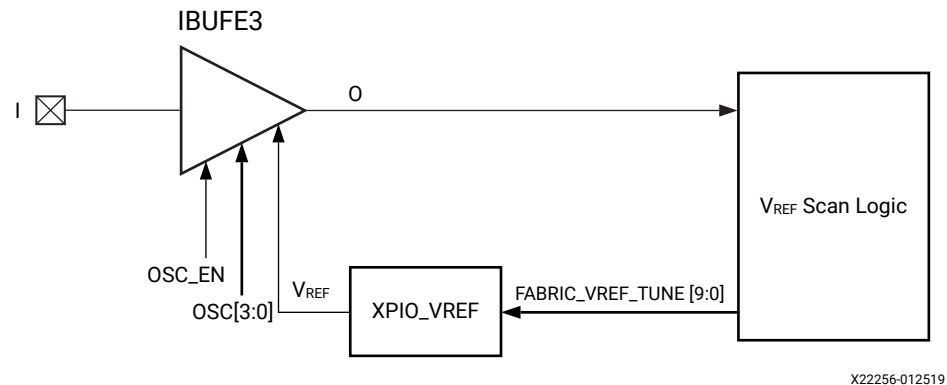 IBUFE3
I
O
VREF Scan Logic
OSC_EN
OSC[3:0]
VREF
XPIO_VREF
FABRIC_VREF_TUNE [9:0]
X22256-012519